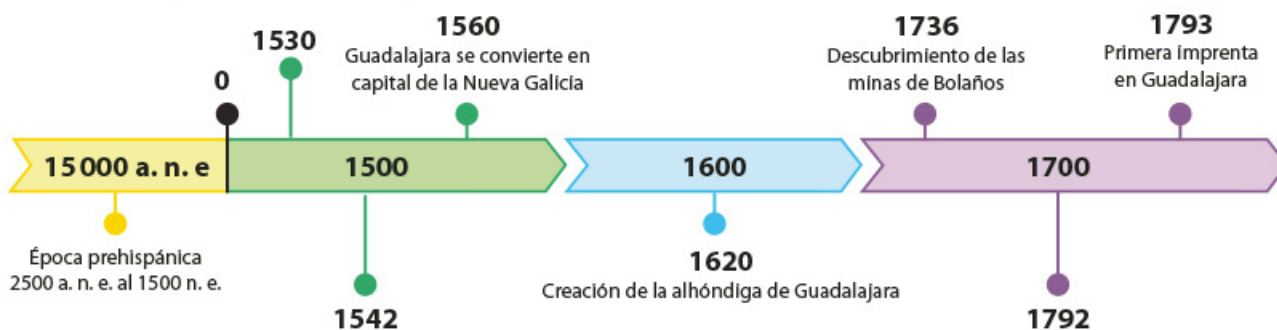 1530
1560
Guadalajara se convierte en
capital de la Nueva Galicia
1736
Descubrimiento de las
minas de Bolaños
1793
Primera imprenta
en Guadalajara
0
15 000 a. n. e
1500
1600
1700
Época prehispánica
2500 a. n. e. al 1500 n. e.
1542
1620
Creación de la alhóndiga de Guadalajara
1792